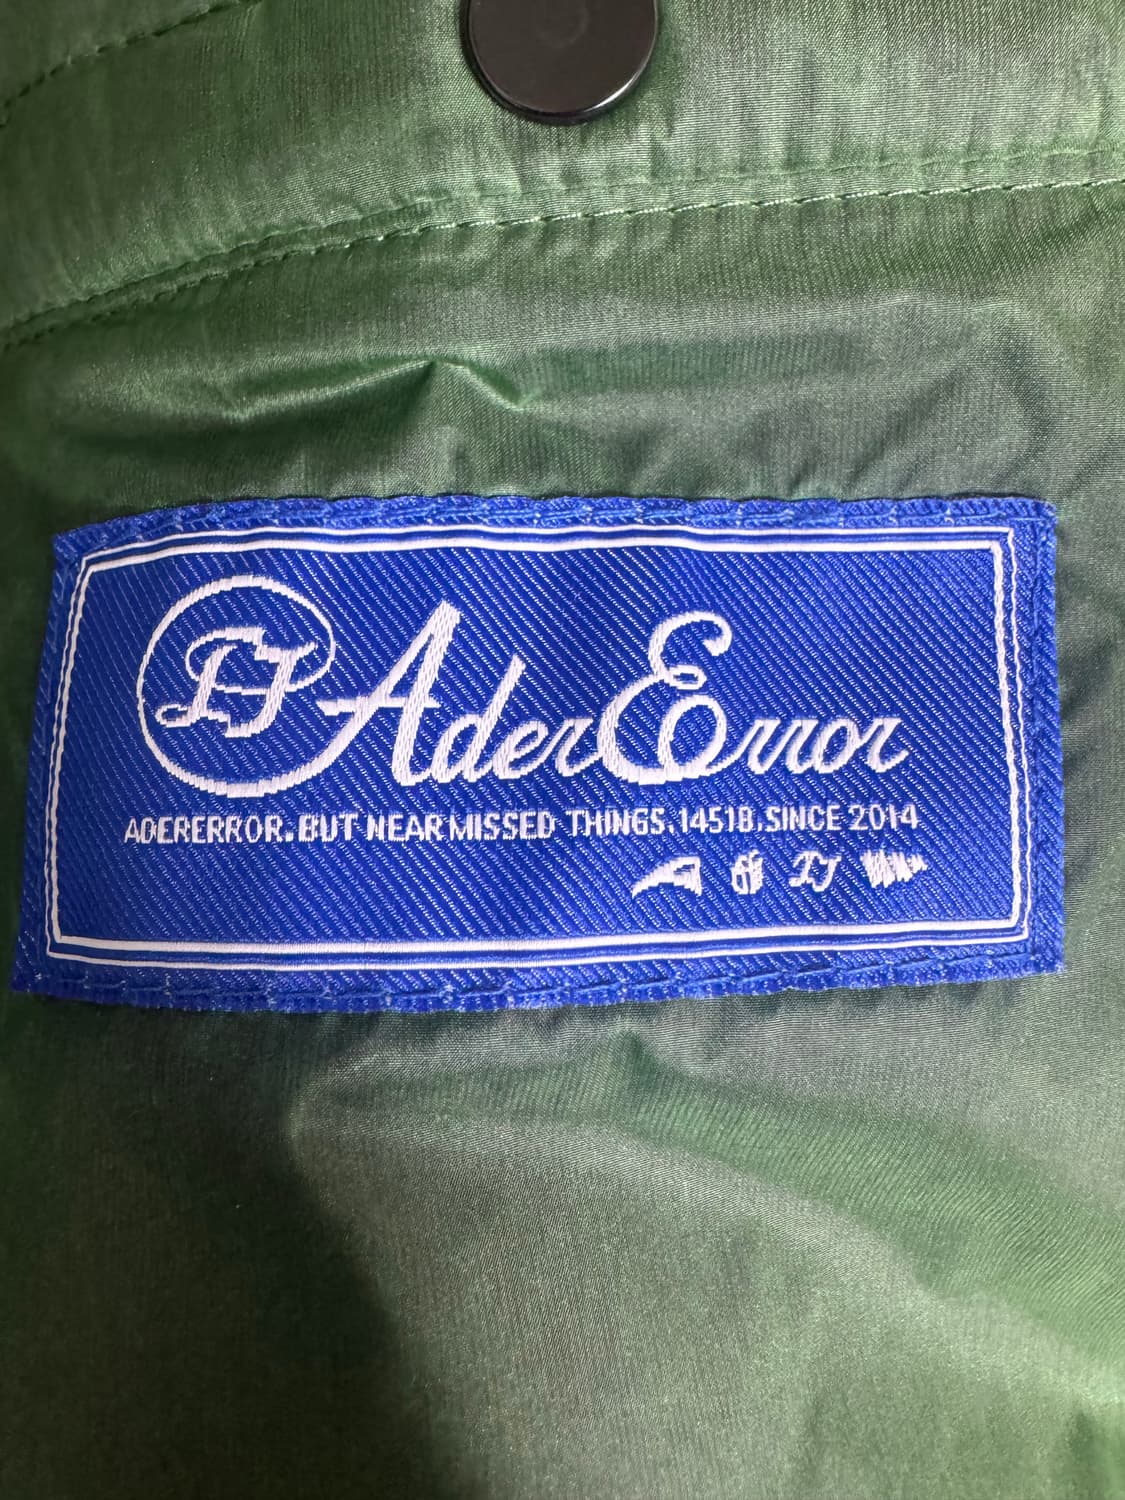 AderError
ADERERROR.BUT NEAR MISSED THINGS.1451B.SINCE 2014